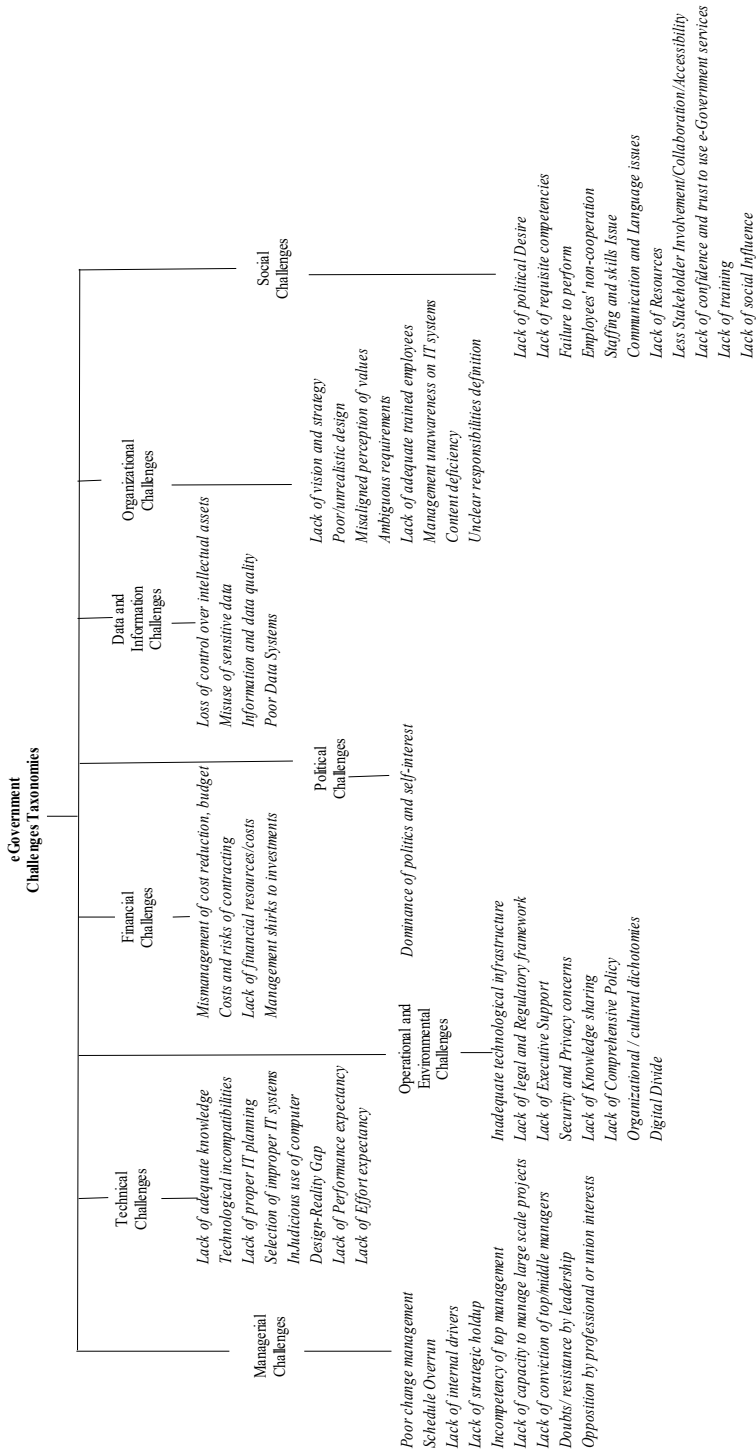 eGovernment
Challenges Taxonomies
Managerial
Challenges
Poor change management
Schedule Overrun
Lack of internal drivers
Lack of strategic holdup
Incompetency of top management
Lack of capacity to manage large scale projects
Lack of conviction of top/middle managers
Doubts/ resistance by leadership
Opposition by professional or union interests
Technical
Challenges
Lack of adequate knowledge
Technological incompatibilities
Lack of proper IT planning
Selection of improper IT systems
InJudicious use of computer
Design-Reality Gap
Lack of Performance expectancy
Lack of Effort expectancy
Operational and
Environmental
Challenges
Inadequate technological infrastructure
Lack of legal and Regulatory framework
Lack of Executive Support
Security and Privacy concerns
Lack of Knowledge sharing
Lack of Comprehensive Policy
Organizational / cultural dichotomies
Digital Divide
Financial
Challenges
Mismanagement of cost reduction, budget
Costs and risks of contracting
Lack of financial resources/costs
Management shirks to investments
Political
Challenges
Dominance of politics and self-interest
Data and
Information
Challenges
Loss of control over intellectual assets
Misuse of sensitive data
Information and data quality
Poor Data Systems
Organizational
Challenges
Lack of vision and strategy
Poor/unrealistic design
Misaligned perception of values
Ambiguous requirements
Lack of adequate trained employees
Management unawareness on IT systems
Content deficiency
Unclear responsibilities definition
Social
Challenges
Lack of political Desire
Lack of requisite competencies
Failure to perform
Employees' non-cooperation
Staffing and skills Issue
Communication and Language issues
Lack of Resources
Less Stakeholder Involvement/Collaboration/Accessibility
Lack of confidence and trust to use e-Government services
Lack of training
Lack of social Influence